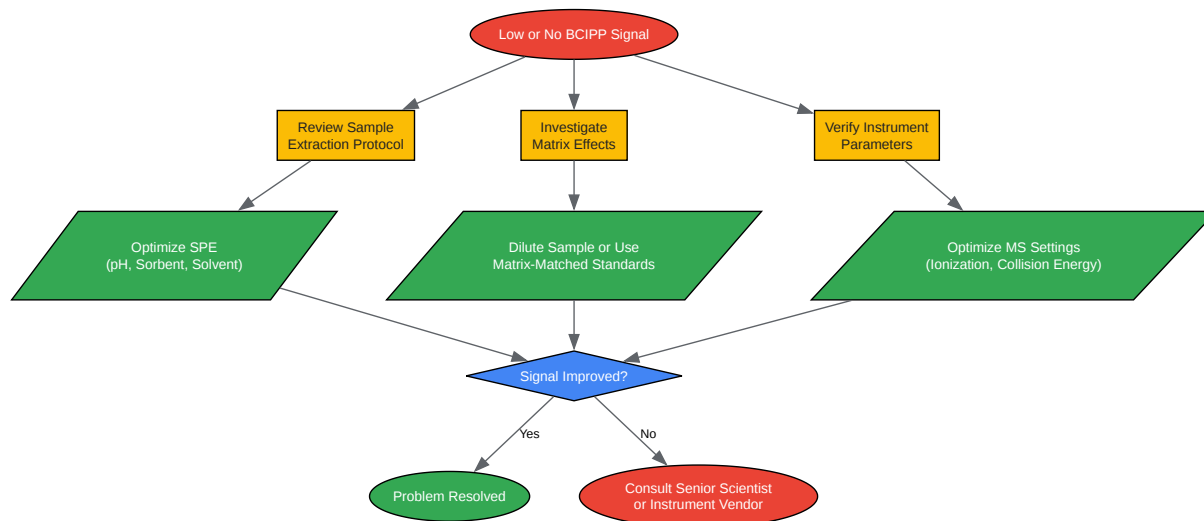 Low or No BCIPP Signal
Review Sample
Extraction Protocol
Investigate
Matrix Effects
Verify Instrument
Parameters
Optimize SPE
(pH, Sorbent, Solvent)
Dilute Sample or Use
Matrix-Matched Standards
Optimize MS Settings
(Ionization, Collision Energy)
Signal Improved?
Yes
No
Problem Resolved
Consult Senior Scientist
or Instrument Vendor